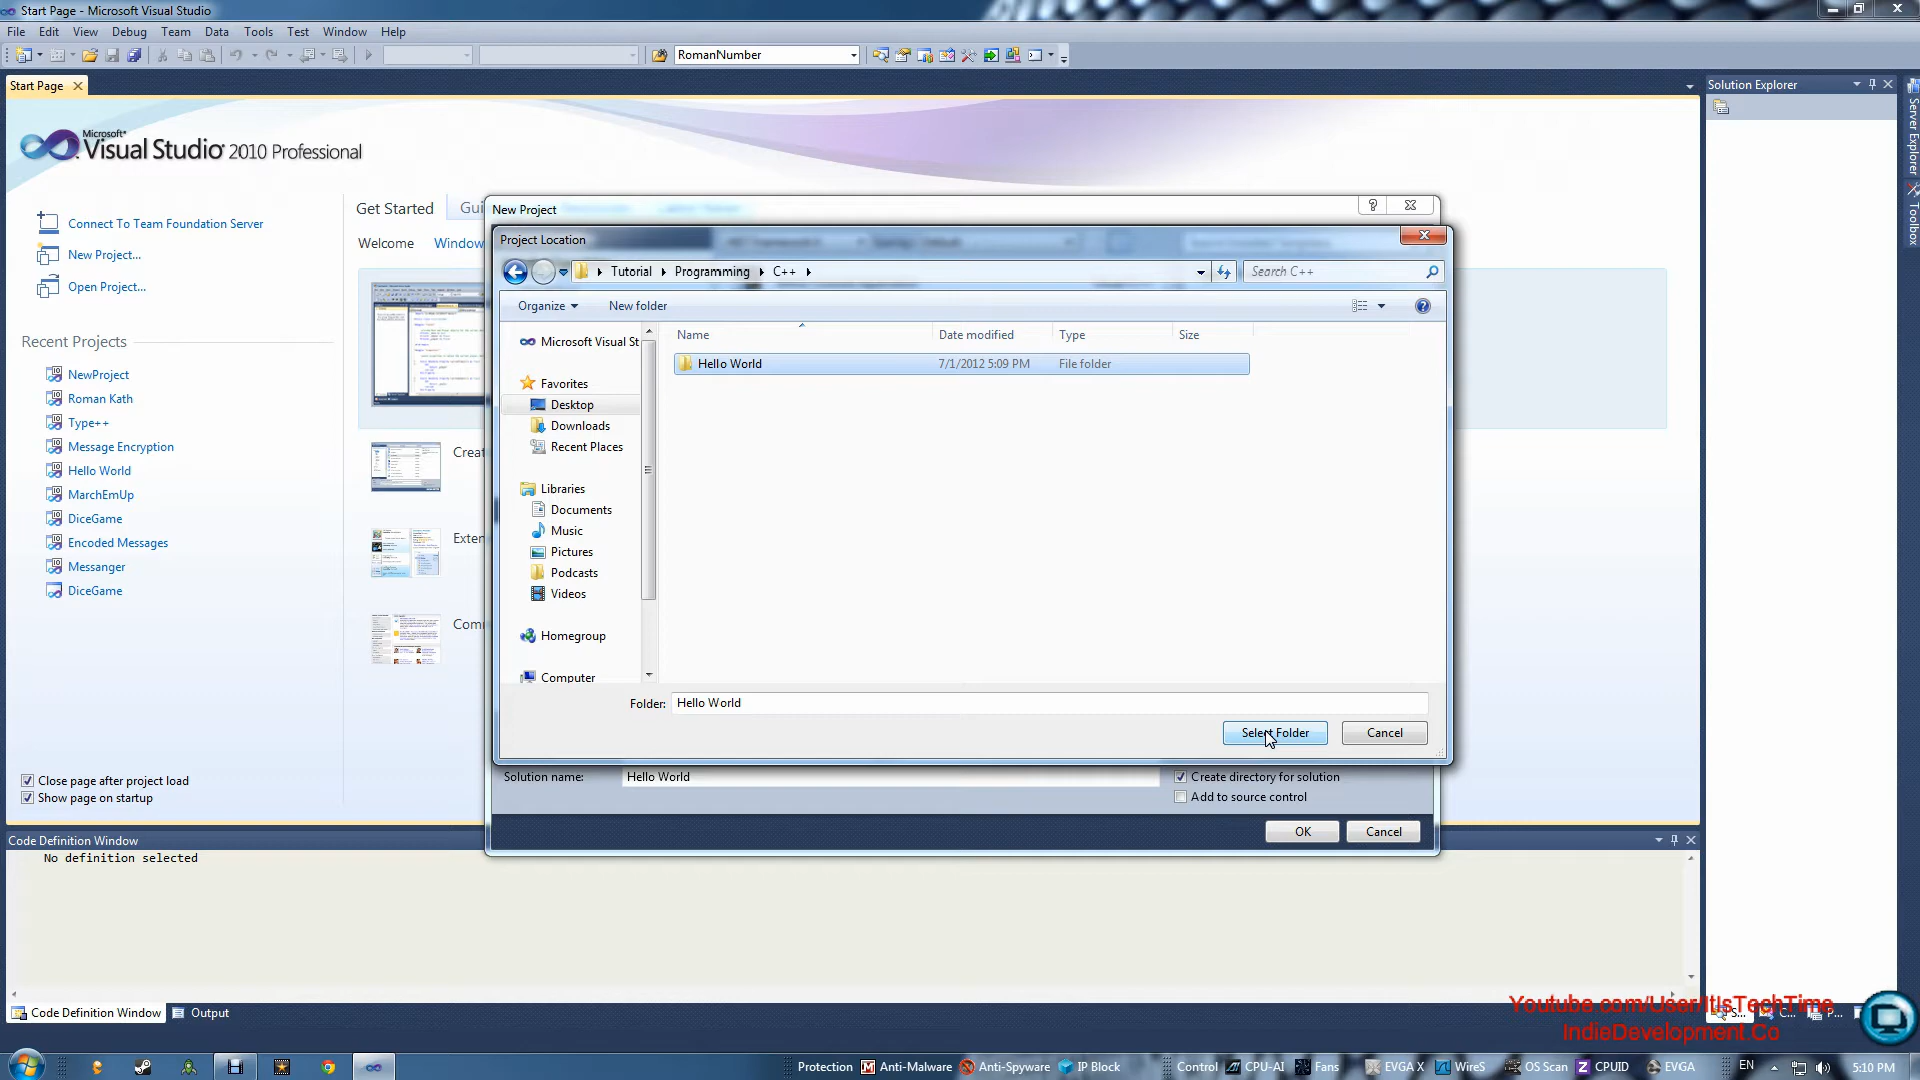 Start Page - Microsoft Visual Studio
File Edit View Debug Team Data Tools Test Window Help
RomanNumber
Start Page
Solution Explorer
Server Explorer
Toolbox
Microsoft®
Visual Studio 2010 Professional
Connect To Team Foundation Server
New Project...
Open Project...
Recent Projects
NewProject
Roman Kath
Type++
Message Encryption
Hello World
MarchEmUp
DiceGame
Encoded Messages
Messanger
DiceGame
Close page after project load
Show page on startup
Get Started
Welcome
New Project
Project Location
Tutorial Programming C++
Search C++
Organize New folder
Name Date modified Type Size
Hello World 7/1/2012 5:09 PM File folder
Microsoft Visual St
Favorites
Desktop
Downloads
Recent Places
Libraries
Documents
Music
Pictures
Podcasts
Videos
Homegroup
Computer
Folder: Hello World
Select Folder Cancel
Solution name: Hello World
Create directory for solution
Add to source control
OK Cancel
Code Definition Window
No definition selected
Code Definition Window Output
Youtube.com/User/ItIsTechTime
IndieDevelopment.Co
Protection Anti-Malware Anti-Spyware IP Block Control CPU-AI Fans EVGA X WireS OS Scan CPUID EVGA EN 5:10 PM